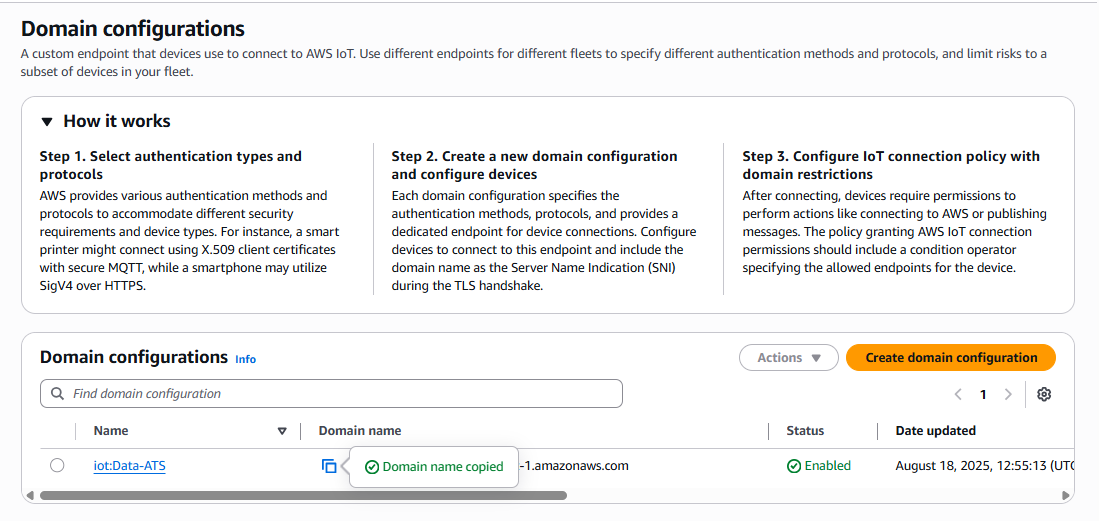 Domain configurations
A custom endpoint that devices use to connect to AWS IoT. Use different endpoints for different fleets to specify different authentication methods and protocols, and limit risks to a
subset of devices in your fleet.
How it works
Step 1. Select authentication types and
protocols
AWS provides various authentication methods and
protocols to accommodate different security
requirements and device types. For instance, a smart
printer might connect using X.509 client certificates
with secure MQTT, while a smartphone may utilize
SigV4 over HTTPS.
Step 2. Create a new domain configuration
and configure devices
Each domain configuration specifies the
authentication methods, protocols, and provides a
dedicated endpoint for device connections. Configure
devices to connect to this endpoint and include the
domain name as the Server Name Indication (SNI)
during the TLS handshake.
Step 3. Configure IoT connection policy with
domain restrictions
After connecting, devices require permissions to
perform actions like connecting to AWS or publishing
messages. The policy granting AWS IoT connection
permissions should include a condition operator
specifying the allowed endpoints for the device.
Domain configurations Info
Actions
Create domain configuration
Find domain configuration
1
Name Domain name Status Date updated
iot:Data-ATS Domain name copied -1.amazonaws.com Enabled August 18, 2025, 12:55:13 (UTC